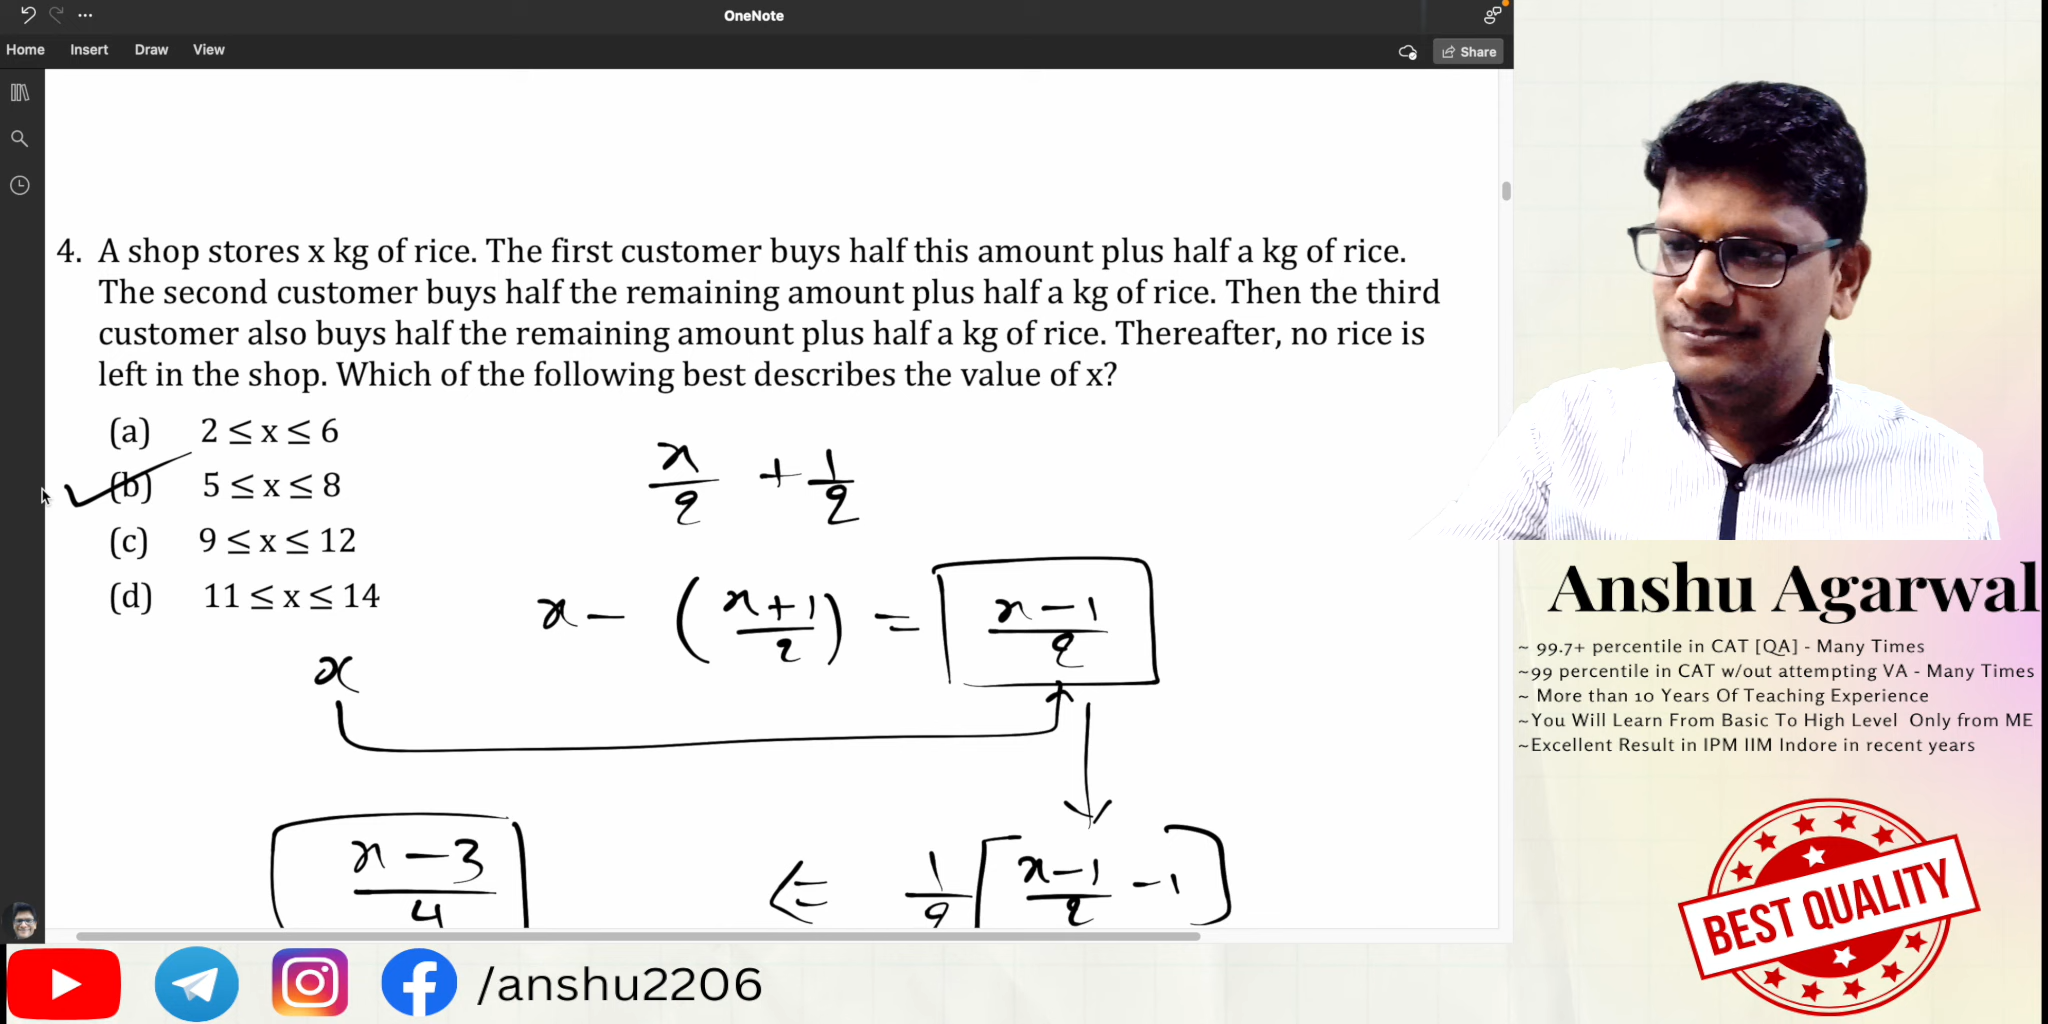 OneNote
Home Insert Draw View
Share
4. A shop stores x kg of rice. The first customer buys half this amount plus half a kg of rice.
The second customer buys half the remaining amount plus half a kg of rice. Then the third
customer also buys half the remaining amount plus half a kg of rice. Thereafter, no rice is
left in the shop. Which of the following best describes the value of x?
(a) 2 ≤ x ≤ 6
(b) 5 ≤ x ≤ 8
(c) 9 ≤ x ≤ 12
(d) 11 ≤ x ≤ 14
x/2 + 1/2
x - (x+1/2) = x-1/2
x
x-3/4 ⇐ 1/2 [x-1/2 -1]
Anshu Agarwal
~ 99.7+ percentile in CAT [QA] - Many Times
~99 percentile in CAT w/out attempting VA - Many Times
~ More than 10 Years Of Teaching Experience
~You Will Learn From Basic To High Level Only from ME
~Excellent Result in IPM IIM Indore in recent years
BEST QUALITY
/anshu2206